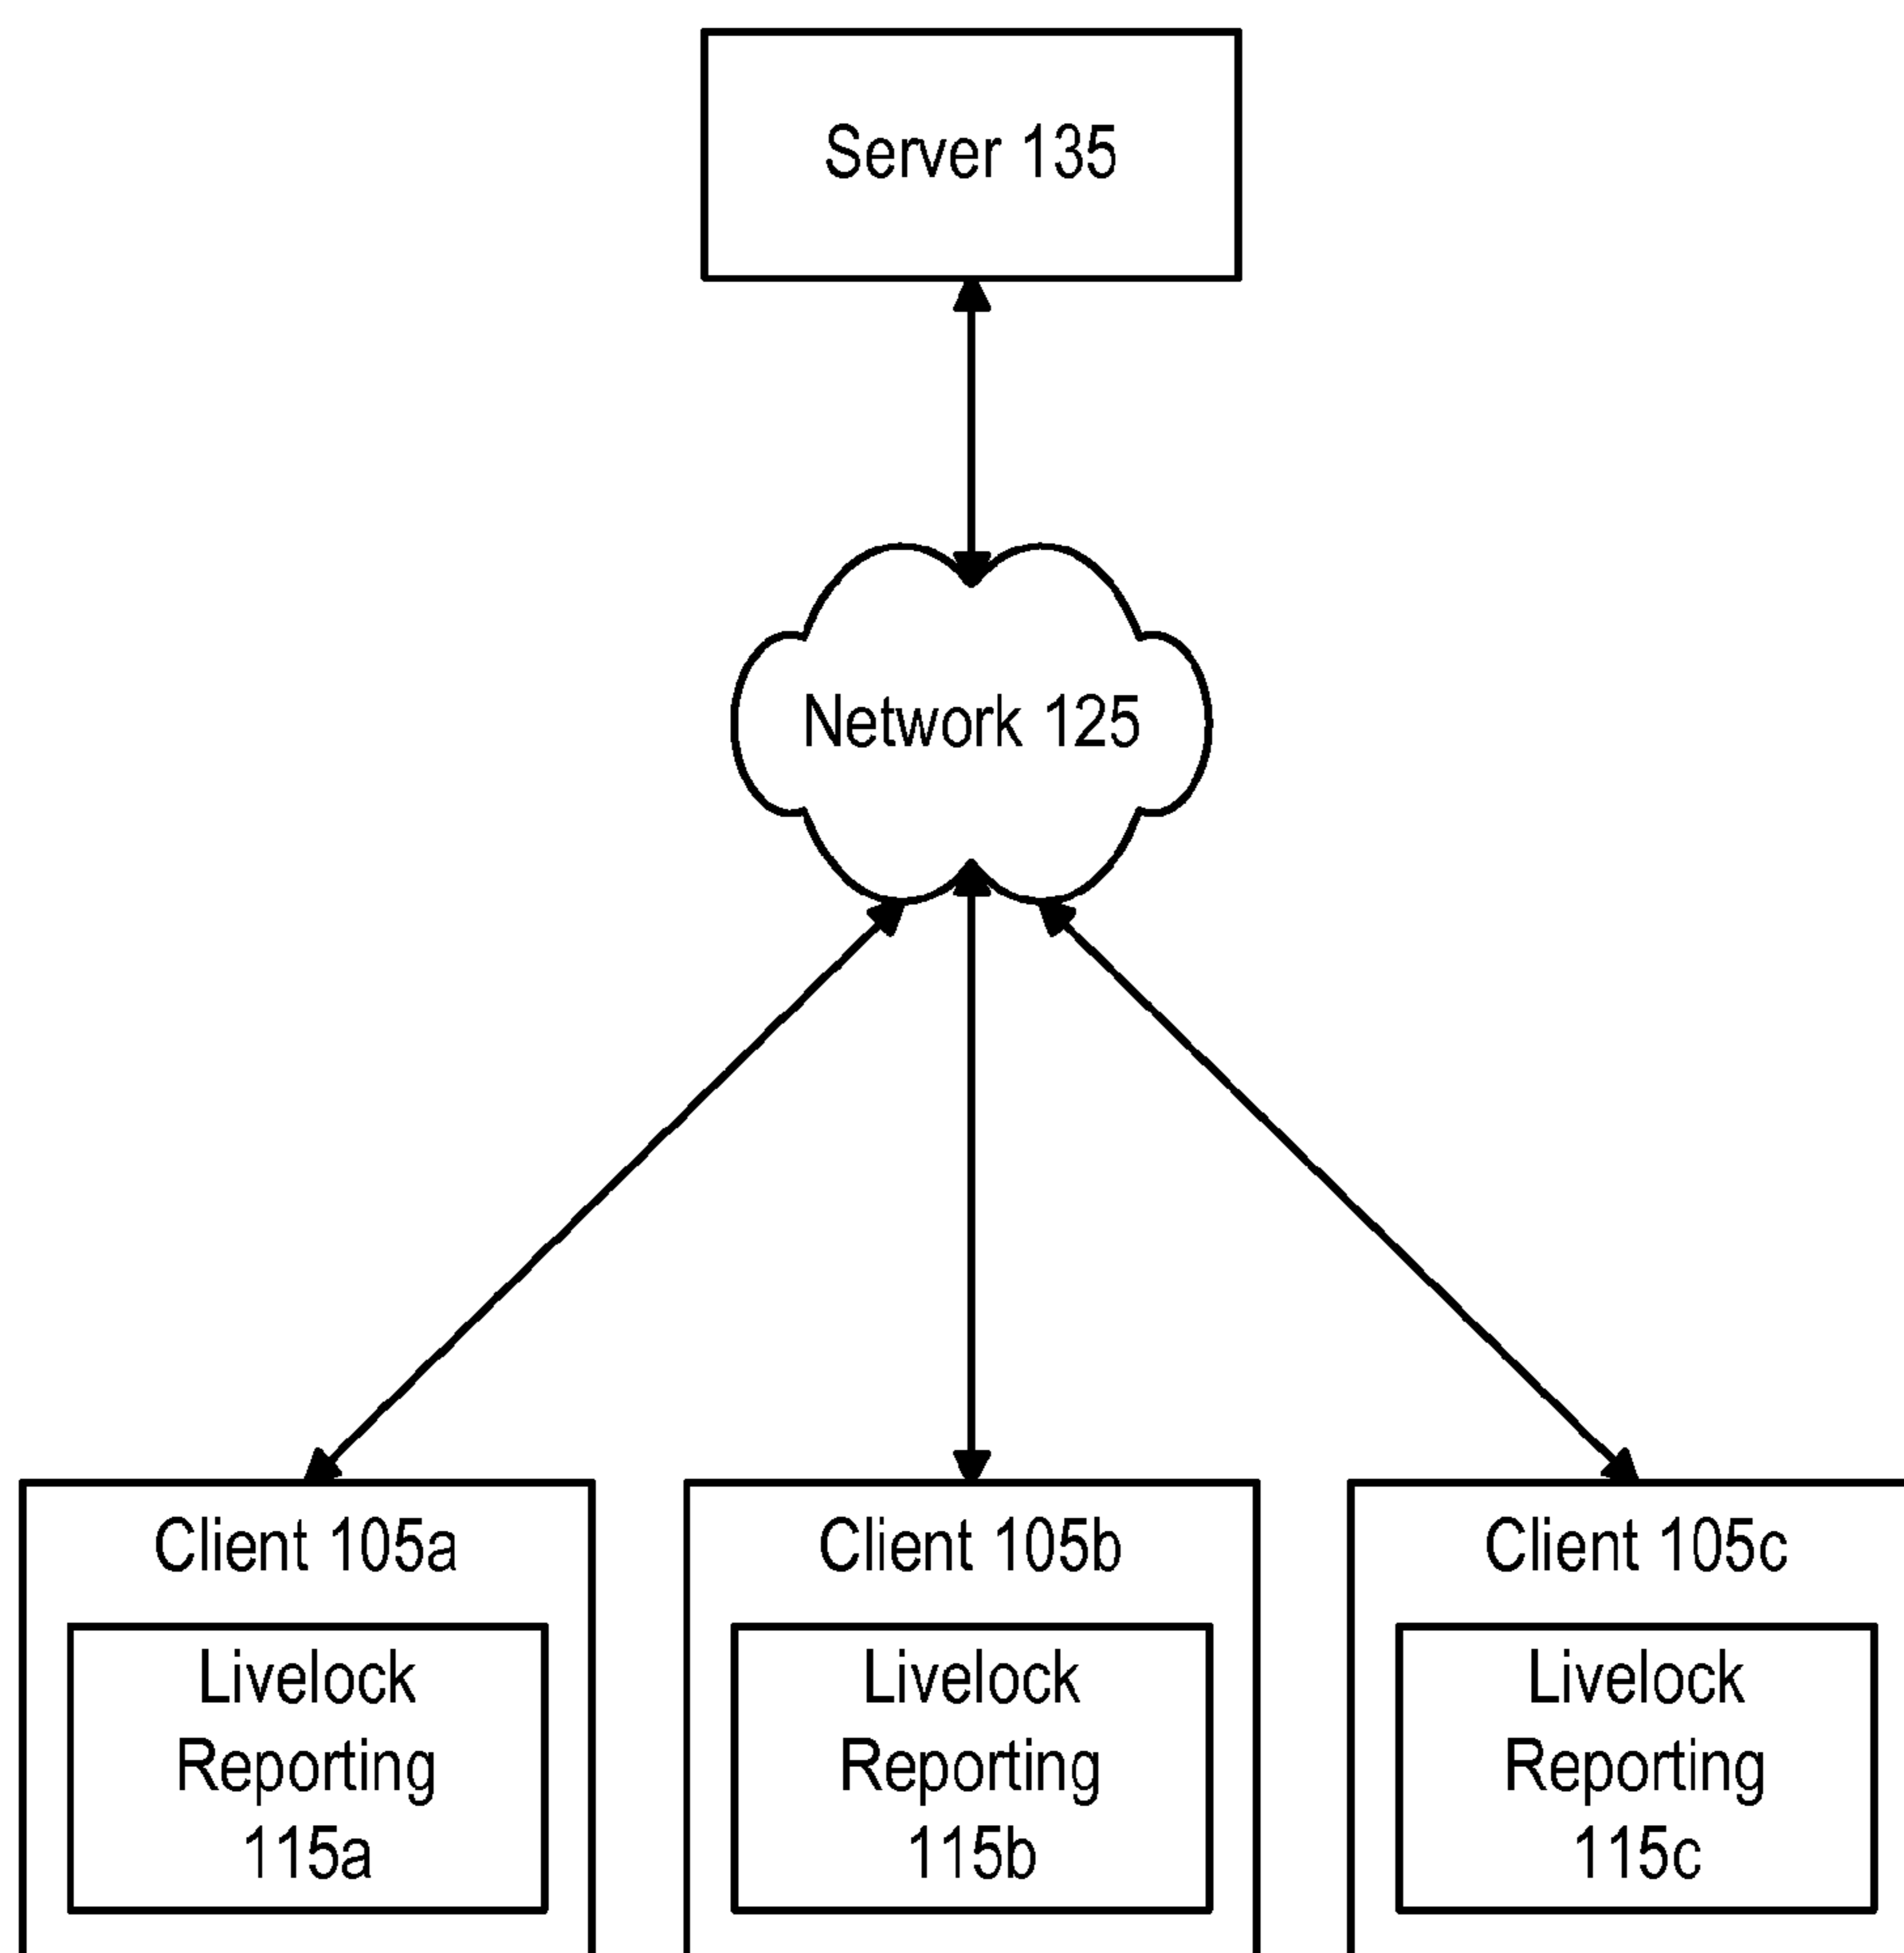 Server 135
Network 125
Client 105a
Livelock
Reporting
115a
Client 105b
Livelock
Reporting
115b
Client 105c
Livelock
Reporting
115c